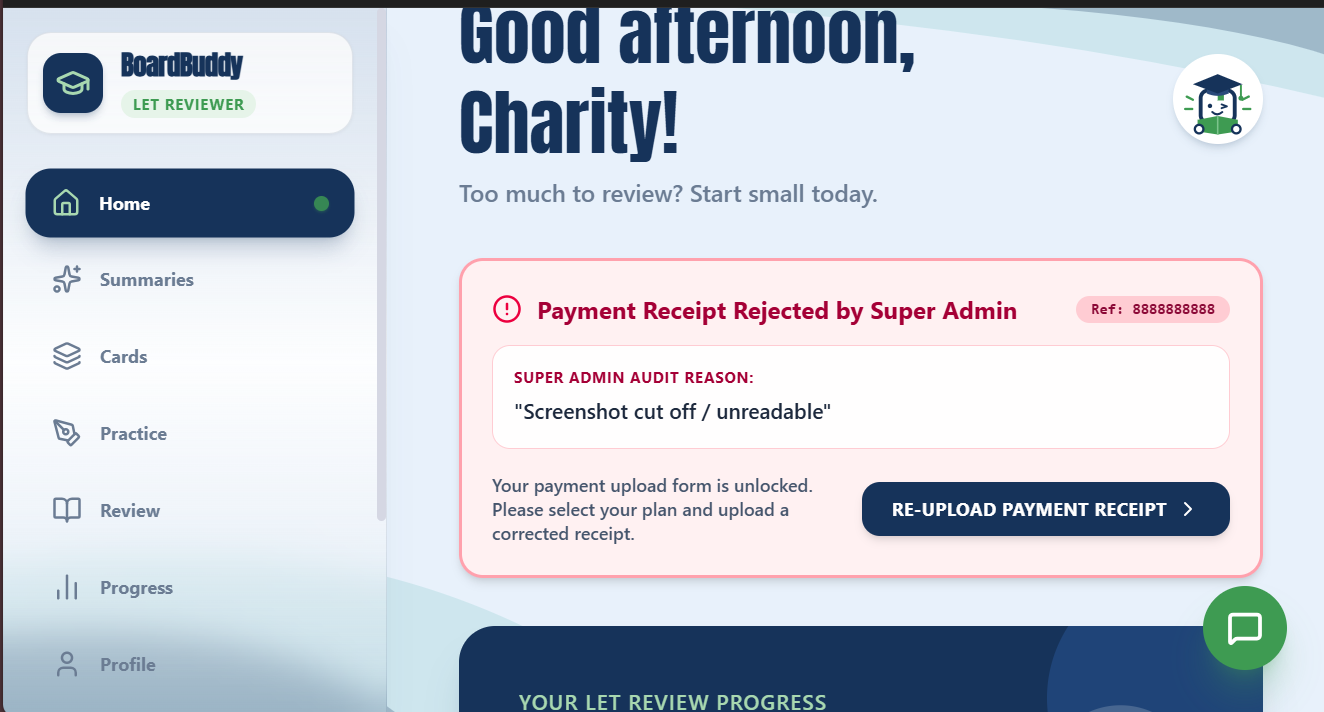 BoardBuddy
LET REVIEWER
Home
Summaries
Cards
Practice
Review
Progress
Profile
Good afternoon,
Charity!
Too much to review? Start small today.
Payment Receipt Rejected by Super Admin
Ref: 8888888888
SUPER ADMIN AUDIT REASON:
"Screenshot cut off / unreadable"
Your payment upload form is unlocked.
Please select your plan and upload a
corrected receipt.
RE-UPLOAD PAYMENT RECEIPT
YOUR LET REVIEW PROGRESS